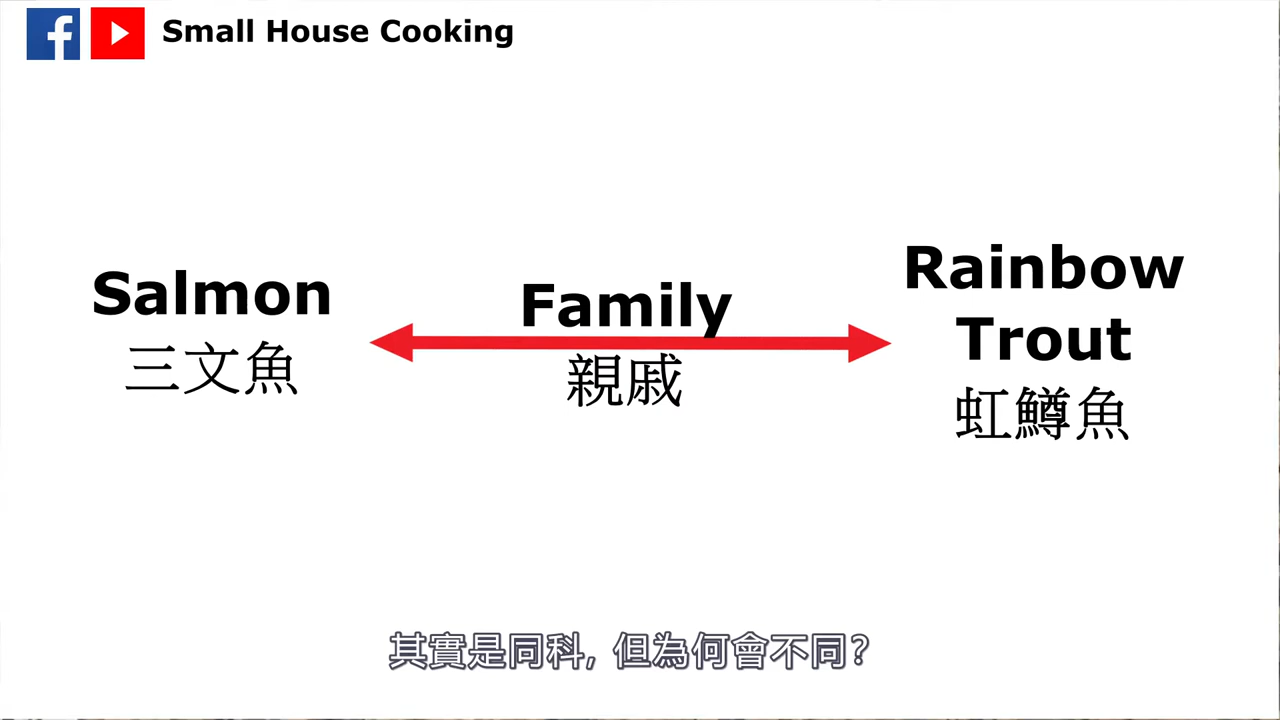 Small House Cooking
Salmon
三文魚
Family
親戚
Rainbow
Trout
虹鱒魚
其實是同科, 但為何會不同?